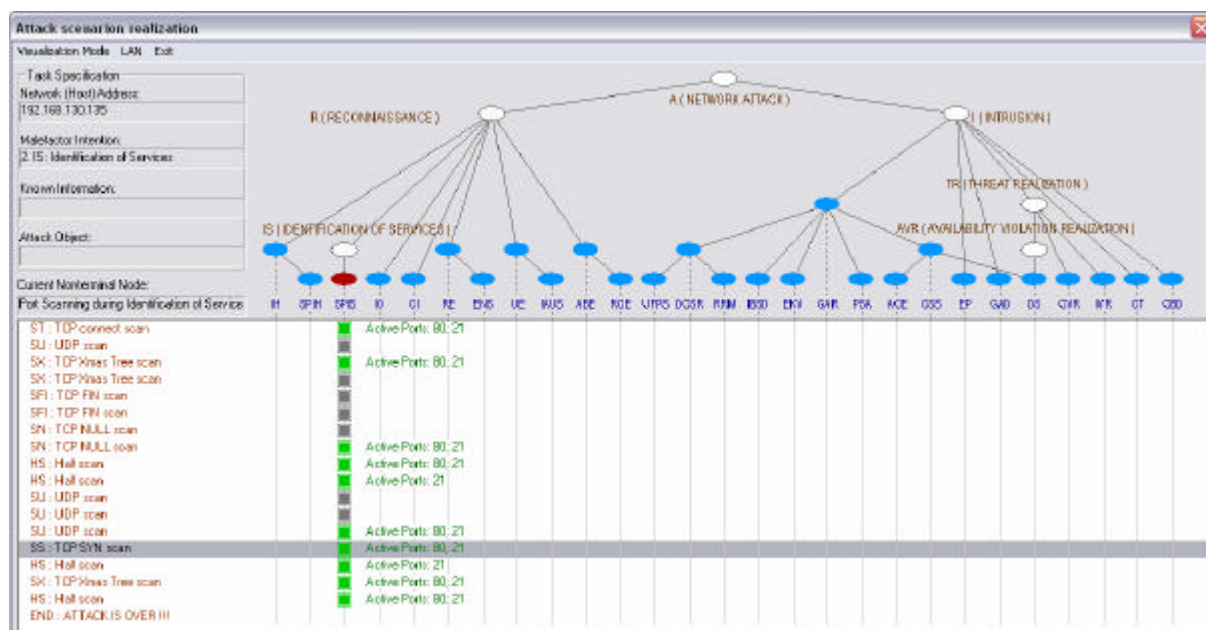 Attack scenarion realization
Visualization Mode LAN Exit
Task Specification
Network (Host) Address:
192.168.130.135
Malefactor Intention:
2.IS: Identification of Services
Known Information:
Attack Object:
Current Nonterminal Node:
Port Scanning during Identification of Service
A (NETWORK ATTACK)
R (RECONNAISSANCE)
I (INTRUSION)
TR (THREAT REALIZATION)
IS (IDENTIFICATION OF SERVICES)
AVR (AVAILABILITY VIOLATION REALIZATION)
IH SPIH SPIS IO CI RE ENS UE ABE RCE DCSR EKV GAR ACE GSS EP GAD DS CVR CT CBD
ST : TCP connect scan Active Ports: 80; 21
SU : UDP scan
SX : TCP Xmas Tree scan Active Ports: 80; 21
SX : TCP Xmas Tree scan
SFI : TCP FIN scan
SFI : TCP FIN scan
SN : TCP NULL scan
SN : TCP NULL scan Active Ports: 80; 21
HS : Half scan Active Ports: 80; 21
HS : Half scan Active Ports: 21
SU : UDP scan
SU : UDP scan
SU : UDP scan Active Ports: 80; 21
SS : TCP SYN scan Active Ports: 80; 21
HS : Half scan Active Ports: 21
SX : TCP Xmas Tree scan Active Ports: 80; 21
HS : Half scan Active Ports: 80; 21
END : ATTACK IS OVER !!!